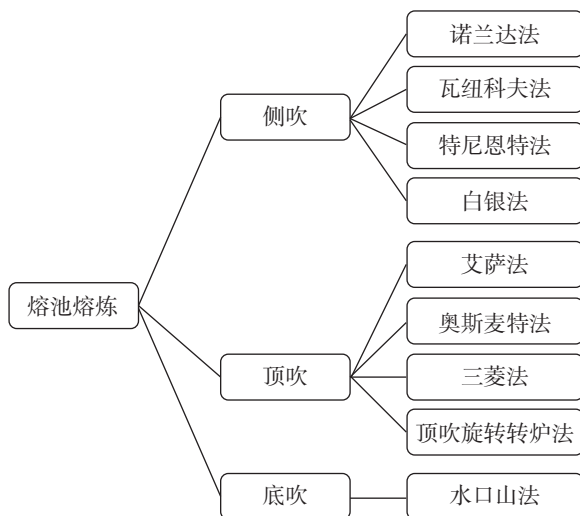 诺兰达法
瓦纽科夫法
侧吹
特尼恩特法
白银法
艾萨法
熔池熔炼
奥斯麦特法
顶吹
三菱法
顶吹旋转转炉法
底吹
水口山法